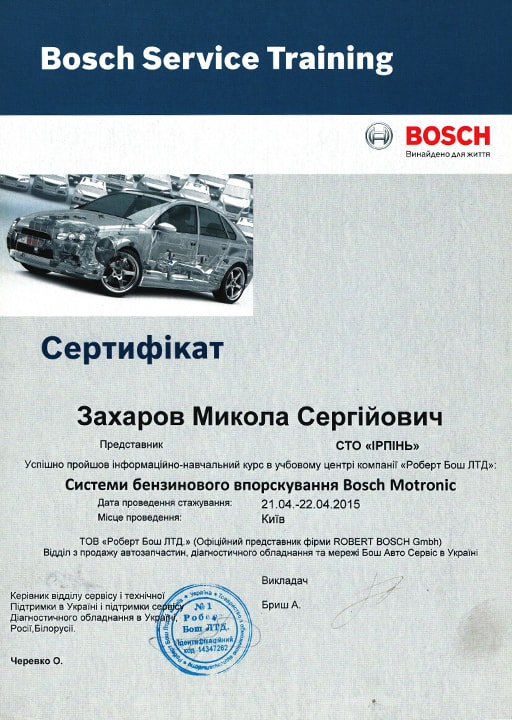 Bosch Service Training
BOSCH
Винайдено для життя
Сертифікат
Захаров Микола Сергійович
Представник СТО «ІРПІНЬ»
Успішно пройшов інформаційно-навчальний курс в учбовому центрі компанії «Роберт Бош ЛТД»:
Системи бензинового впорскування Bosch Motronic
Дата проведення стажування: 21.04.-22.04.2015
Місце проведення: Київ
ТОВ «Роберт Бош ЛТД.» (Офіційний представник фірми ROBERT BOSCH Gmbh)
Відділ з продажу автозапчастин, діагностичного обладнання та мережі Бош Авто Сервіс в Україні
Керівник відділу сервісу і технічної
Підтримки в Україні і підтримки сервісу
Діагностичного обладнання в Україні,
Росії,Білорусії.
Черевко О.
Викладач
Бриш А.
№1
Роберт
Бош ЛТД.
Ідентифікаційний
код 14347262